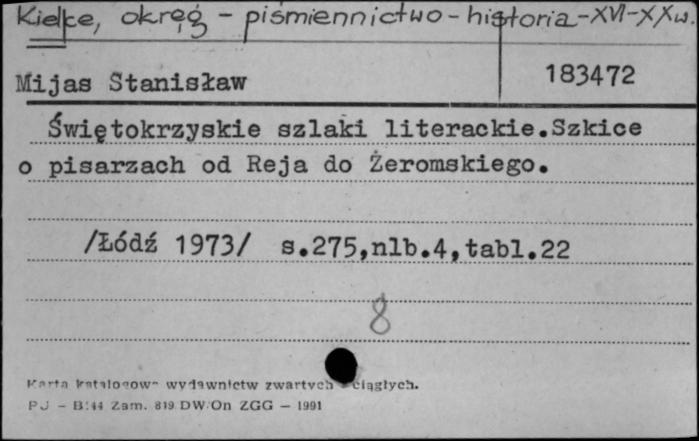 Kielce, okręg - piśmiennictwo - historia - XVI-XX w.
Mijas Stanisław 183472
Świętokrzyskie szlaki literackie.Szkice
o pisarzach od Reja do Żeromskiego.
/Łódź 1973/ s.275,nlb.4,tabl.22
8
Karta katalogowa wydawnictw zwartych ciągłych.
PJ - B/44 Zam. 819 DW/On ZGG - 1991